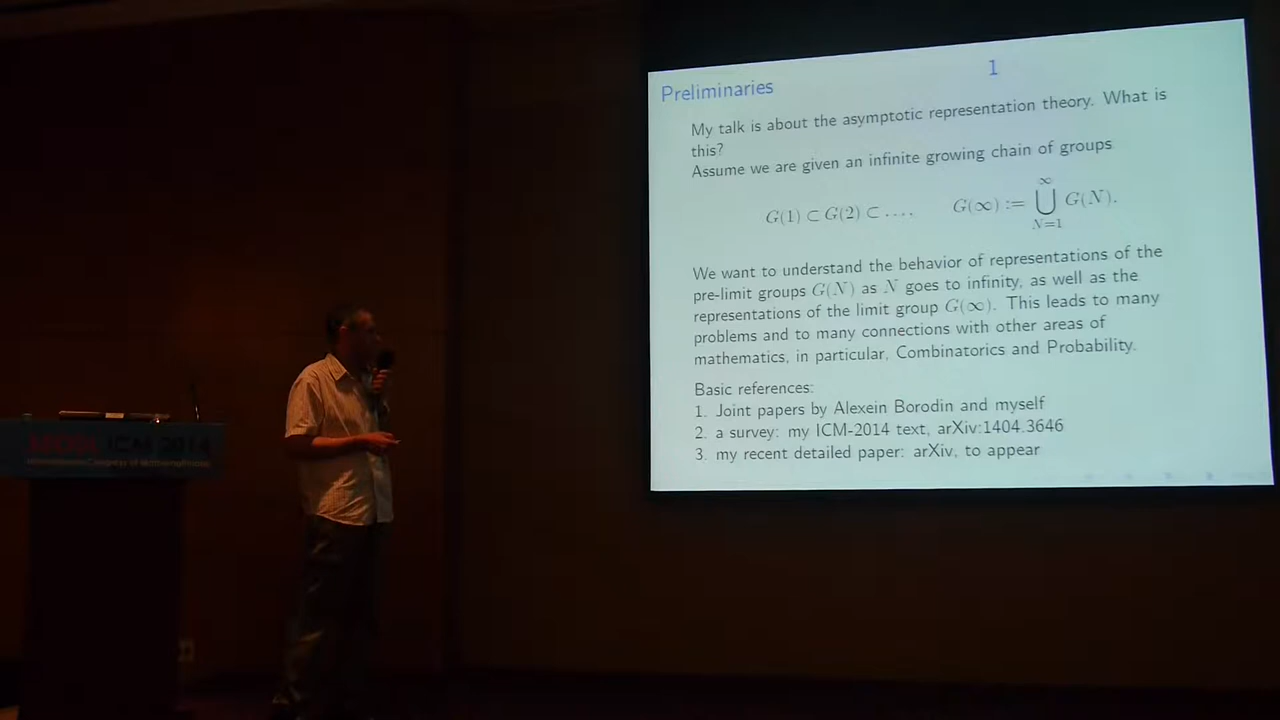 1
Preliminaries
My talk is about the asymptotic representation theory. What is
this?
Assume we are given an infinite growing chain of groups
G(1) ⊂ G(2) ⊂ ....    G(∞) := ⋃_{N=1}^{∞} G(N).
We want to understand the behavior of representations of the
pre-limit groups G(N) as N goes to infinity, as well as the
representations of the limit group G(∞). This leads to many
problems and to many connections with other areas of
mathematics, in particular, Combinatorics and Probability.
Basic references:
1. Joint papers by Alexein Borodin and myself
2. a survey: my ICM-2014 text, arXiv:1404.3646
3. my recent detailed paper: arXiv, to appear
ICM 2014